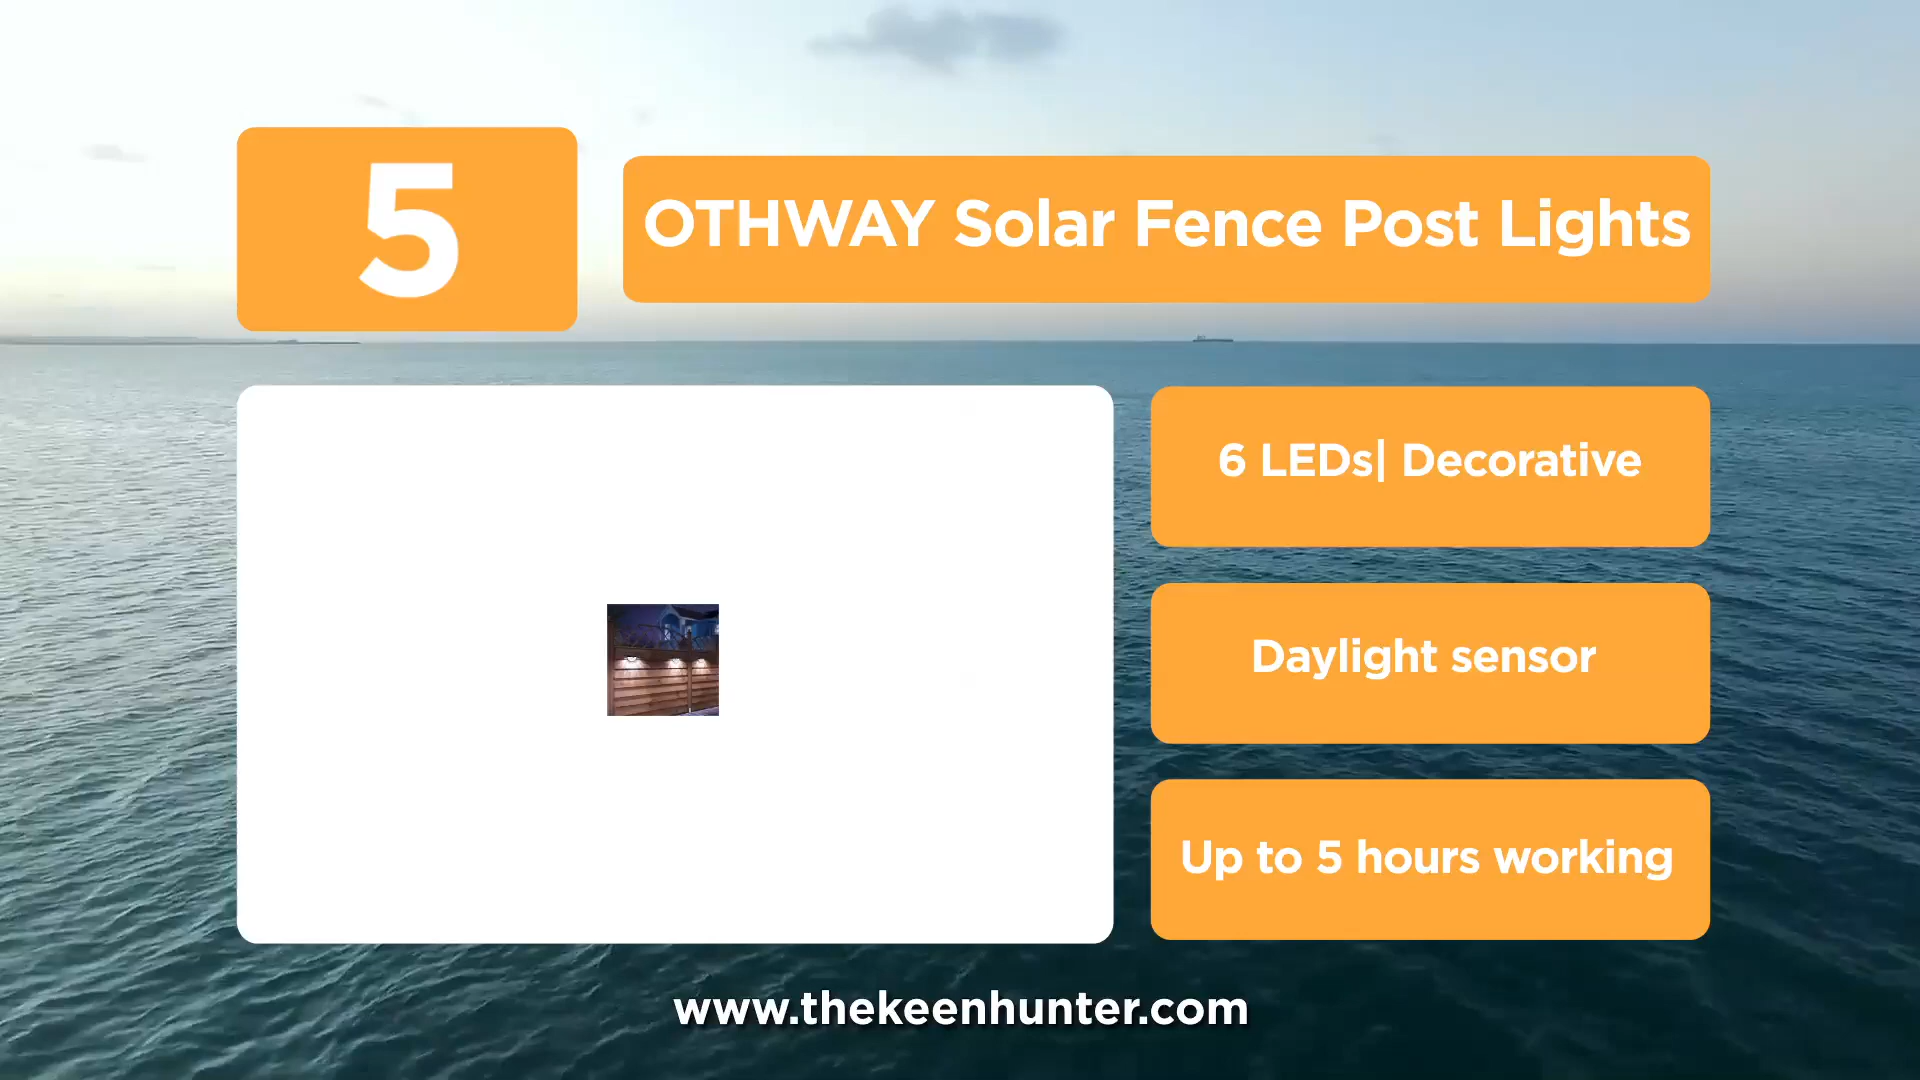 5
OTHWAY Solar Fence Post Lights
6 LEDs| Decorative
Daylight sensor
Up to 5 hours working
www.thekeenhunter.com